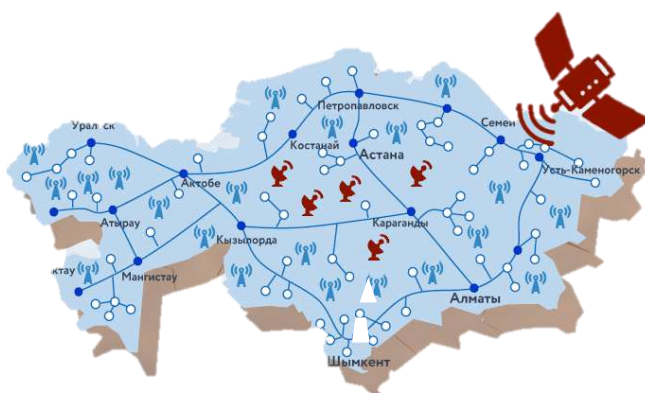 Петропавловск
Семей
Урал ск
Костанай
Астана
Усть-Каменогорск
Актобе
Караганды
Атырау
Кызылорда
Мангистау
ктау
Алматы
Шымкент